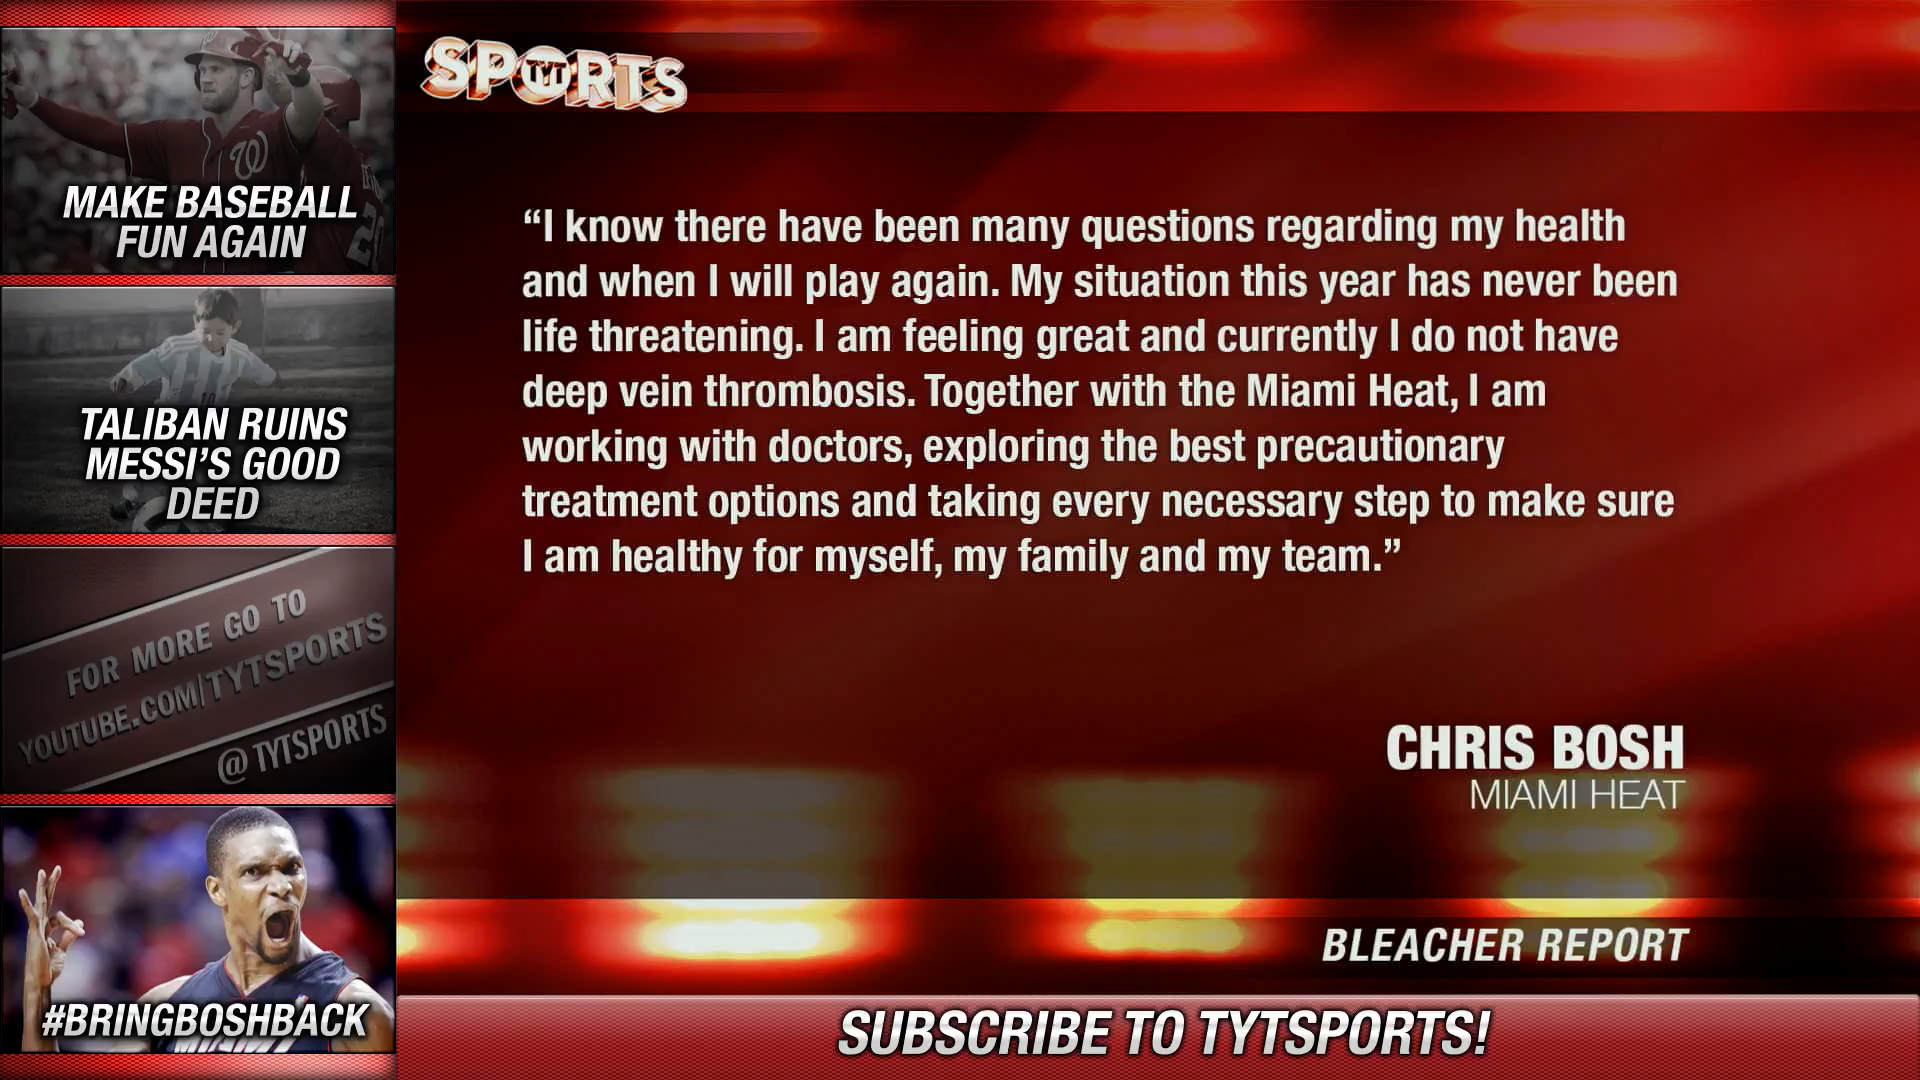 MAKE BASEBALL
FUN AGAIN
TALIBAN RUINS
MESSI'S GOOD
DEED
FOR MORE GO TO
YOUTUBE.COM/TYTSPORTS
@TYTSPORTS
#BRINGBOSHBACK
SPORTS
TYT
“I know there have been many questions regarding my health
and when I will play again. My situation this year has never been
life threatening. I am feeling great and currently I do not have
deep vein thrombosis. Together with the Miami Heat, I am
working with doctors, exploring the best precautionary
treatment options and taking every necessary step to make sure
I am healthy for myself, my family and my team.”
CHRIS BOSH
MIAMI HEAT
BLEACHER REPORT
SUBSCRIBE TO TYTSPORTS!